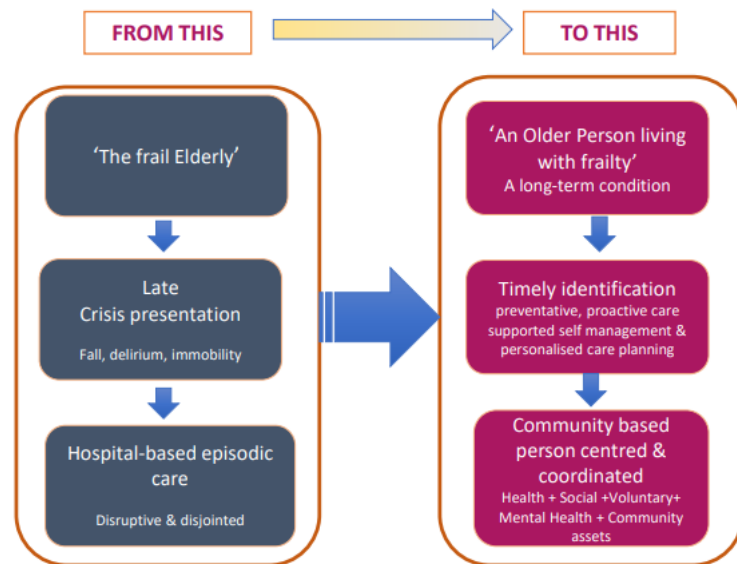 FROM THIS
TO THIS
‘The frail Elderly’
Late
Crisis presentation
Fall, delirium, immobility
Hospital-based episodic
care
Disruptive & disjointed
‘An Older Person living
with frailty’
A long-term condition
Timely identification
preventative, proactive care
supported self management &
personalised care planning
Community based
person centred &
coordinated
Health + Social +Voluntary+
Mental Health + Community
assets